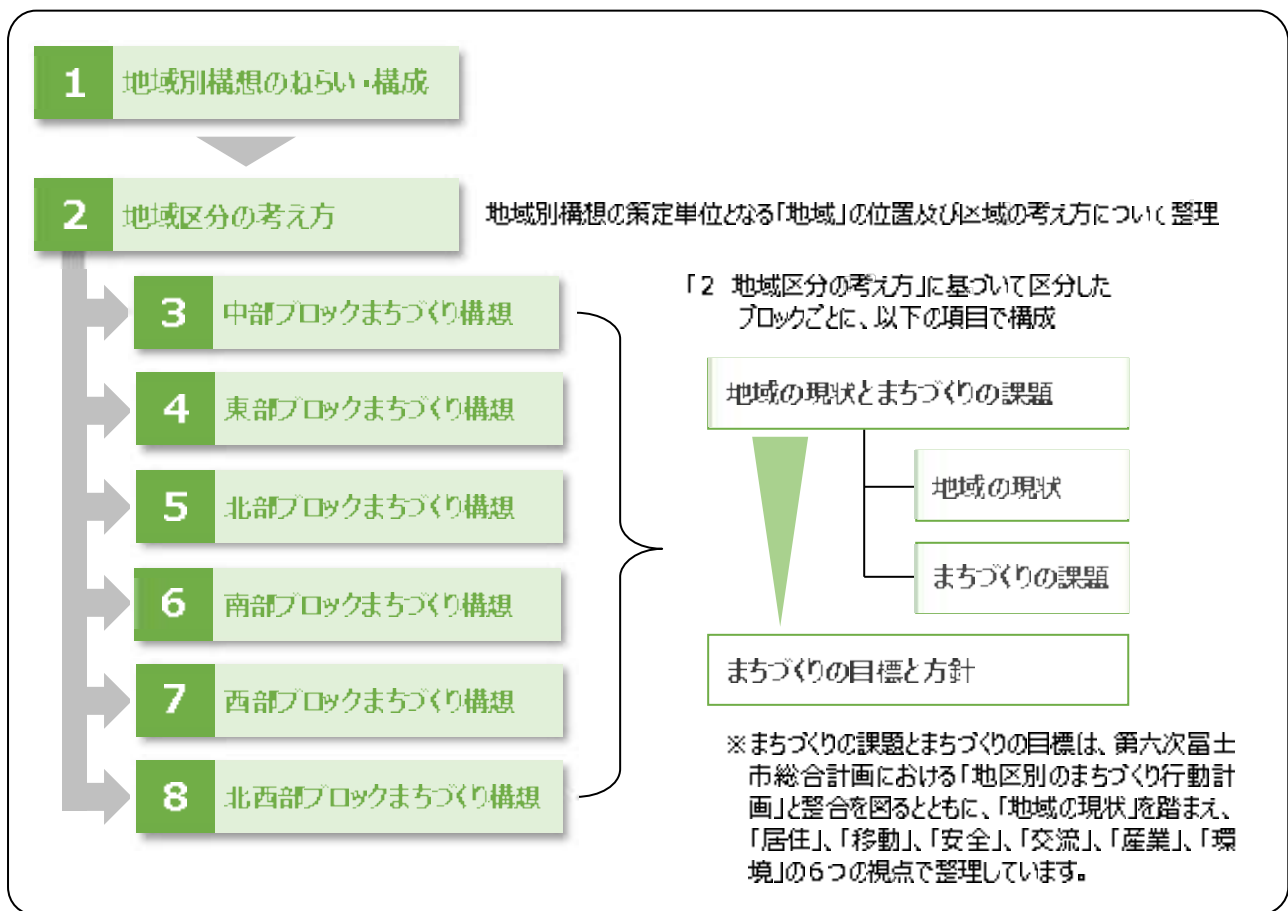 1 地域別構想のねらい・構成
2 地域区分の考え方
地域別構想の策定単位となる「地域」の位置及び区域の考え方について整理
3 中部ブロックまちづくり構想
4 東部ブロックまちづくり構想
5 北部ブロックまちづくり構想
6 南部ブロックまちづくり構想
7 西部ブロックまちづくり構想
8 北西部ブロックまちづくり構想
「2 地域区分の考え方」に基づいて区分した
ブロックごとに、以下の項目で構成
地域の現状とまちづくりの課題
地域の現状
まちづくりの課題
まちづくりの目標と方針
※まちづくりの課題とまちづくりの目標は、第六次富士
市総合計画における「地区別のまちづくり行動計
画」と整合を図るとともに、「地域の現状」を踏まえ、
「居住」、「移動」、「安全」、「交流」、「産業」、「環
境」の6つの視点で整理しています。